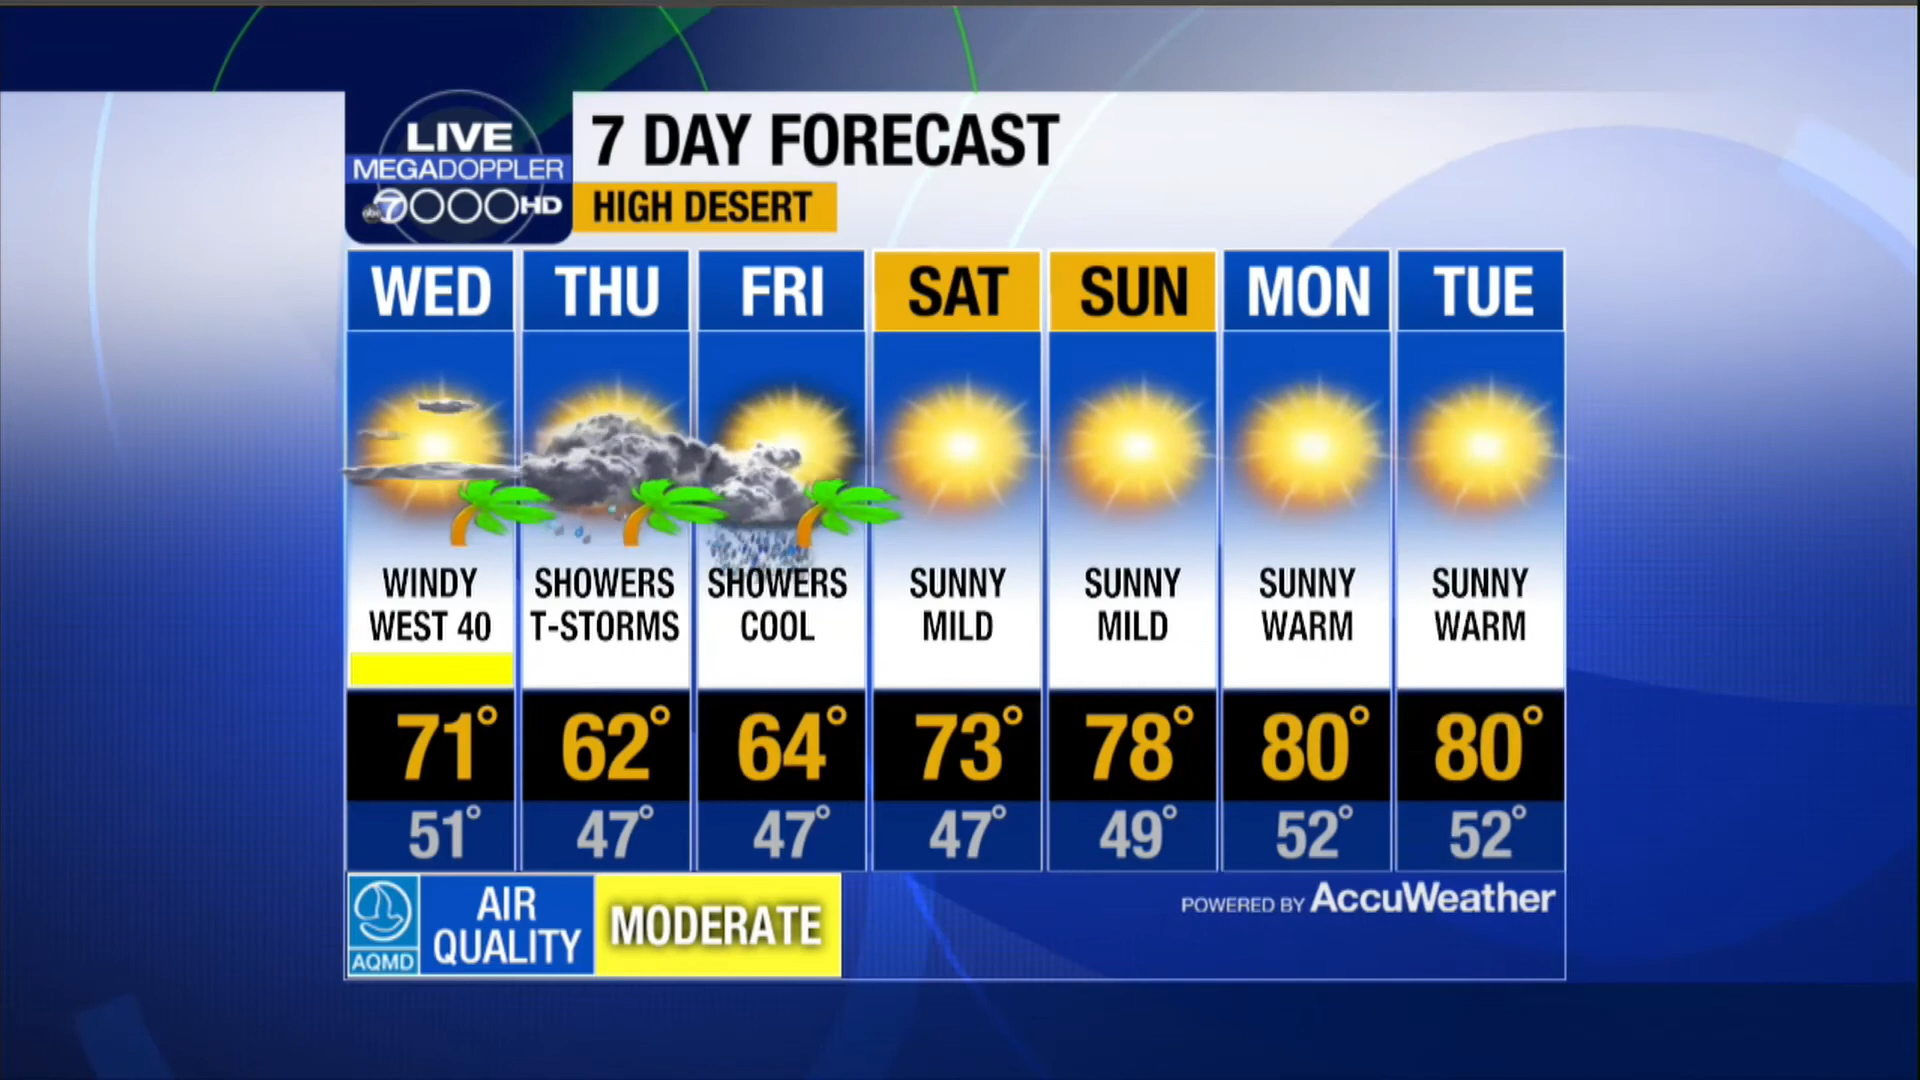 LIVE
MEGADOPPLER
abc7000HD
7 DAY FORECAST
HIGH DESERT
WED THU FRI SAT SUN MON TUE
WINDY SHOWERS SHOWERS SUNNY SUNNY SUNNY SUNNY
WEST 40 T-STORMS COOL MILD MILD WARM WARM
71° 62° 64° 73° 78° 80° 80°
51° 47° 47° 47° 49° 52° 52°
AQMD
AIR
QUALITY
MODERATE
POWERED BY AccuWeather